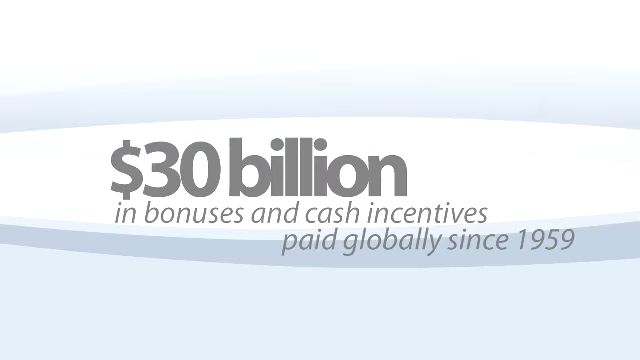 $30 billion
in bonuses and cash incentives
paid globally since 1959